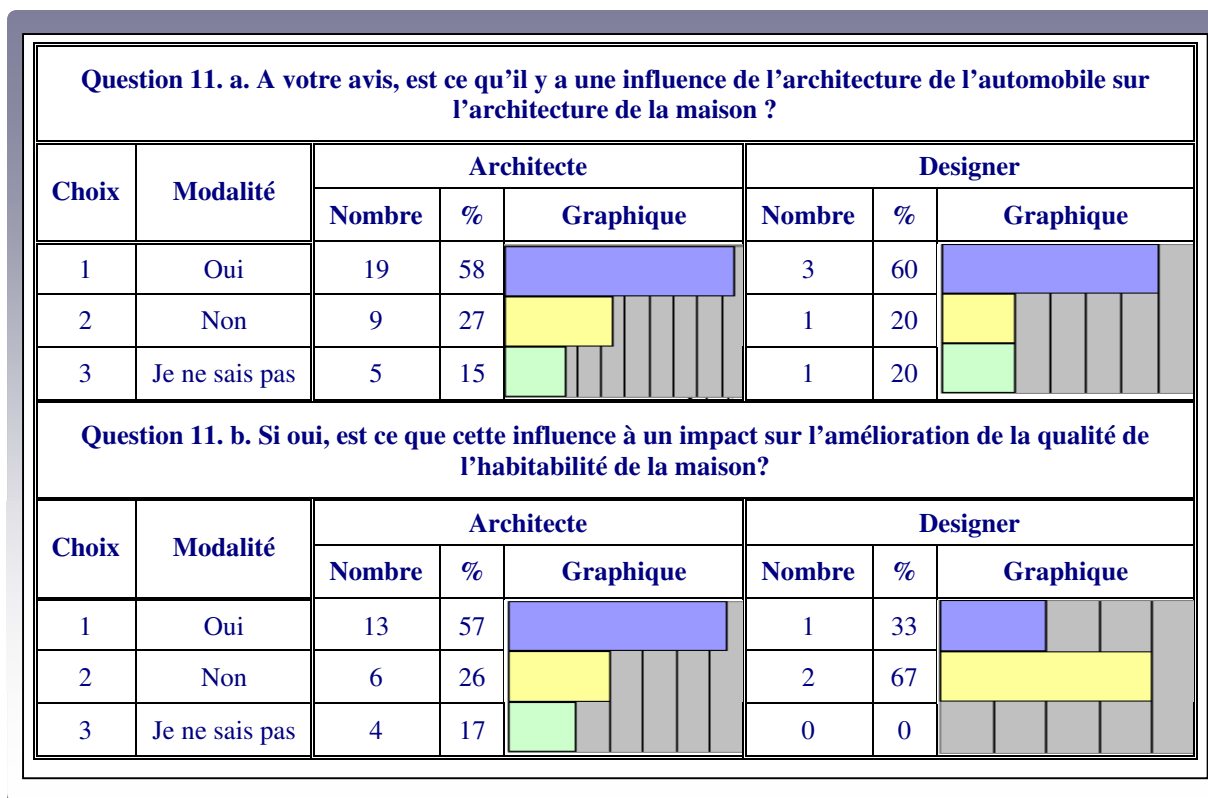 Question 11. a. A votre avis, est ce qu'il y a une influence de l'architecture de l'automobile sur
l'architecture de la maison ?
Choix Modalité Architecte Designer
Nombre % Graphique Nombre % Graphique
1 Oui 19 58 3 60
2 Non 9 27 1 20
3 Je ne sais pas 5 15 1 20
Question 11. b. Si oui, est ce que cette influence à un impact sur l'amélioration de la qualité de
l'habitabilité de la maison?
Choix Modalité Architecte Designer
Nombre % Graphique Nombre % Graphique
1 Oui 13 57 1 33
2 Non 6 26 2 67
3 Je ne sais pas 4 17 0 0